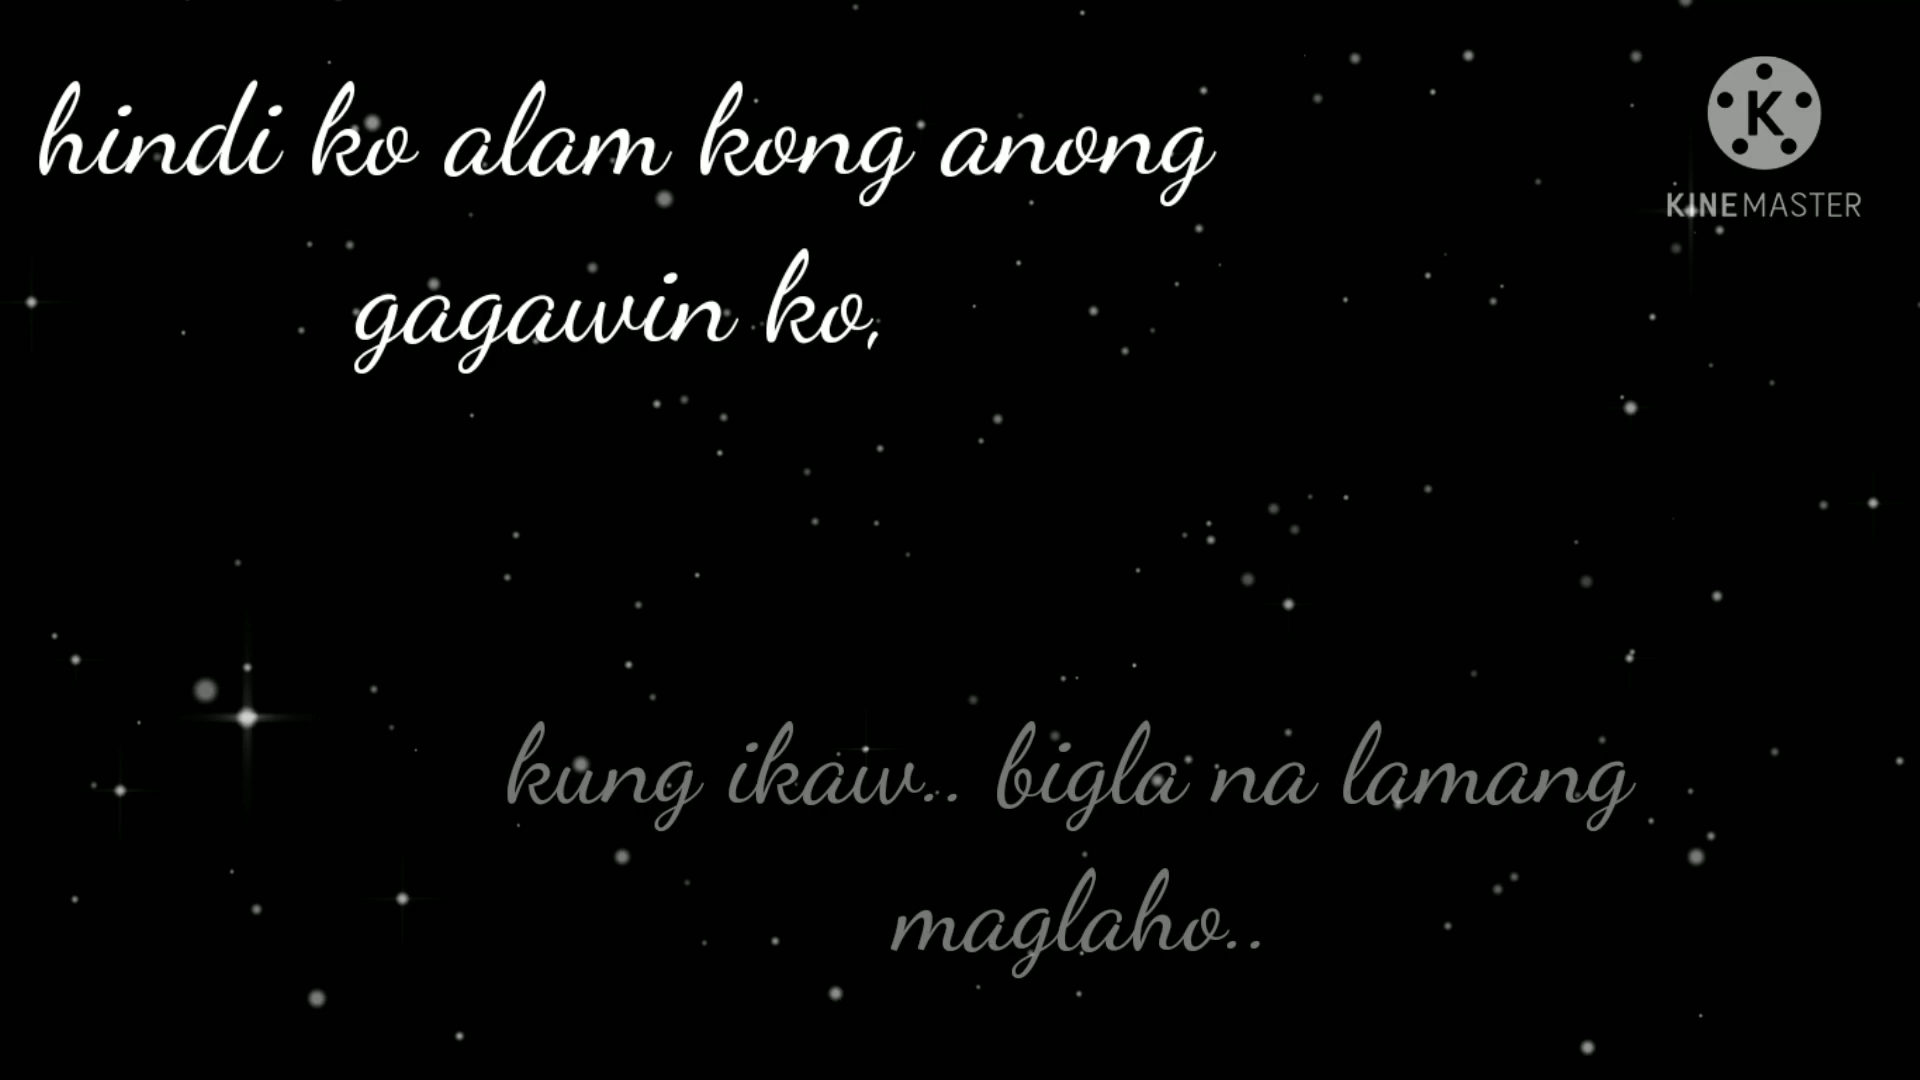 hindi ko alam kong anong
gagawin ko,
kung ikaw.. bigla na lamang
maglaho..
K
KINEMASTER